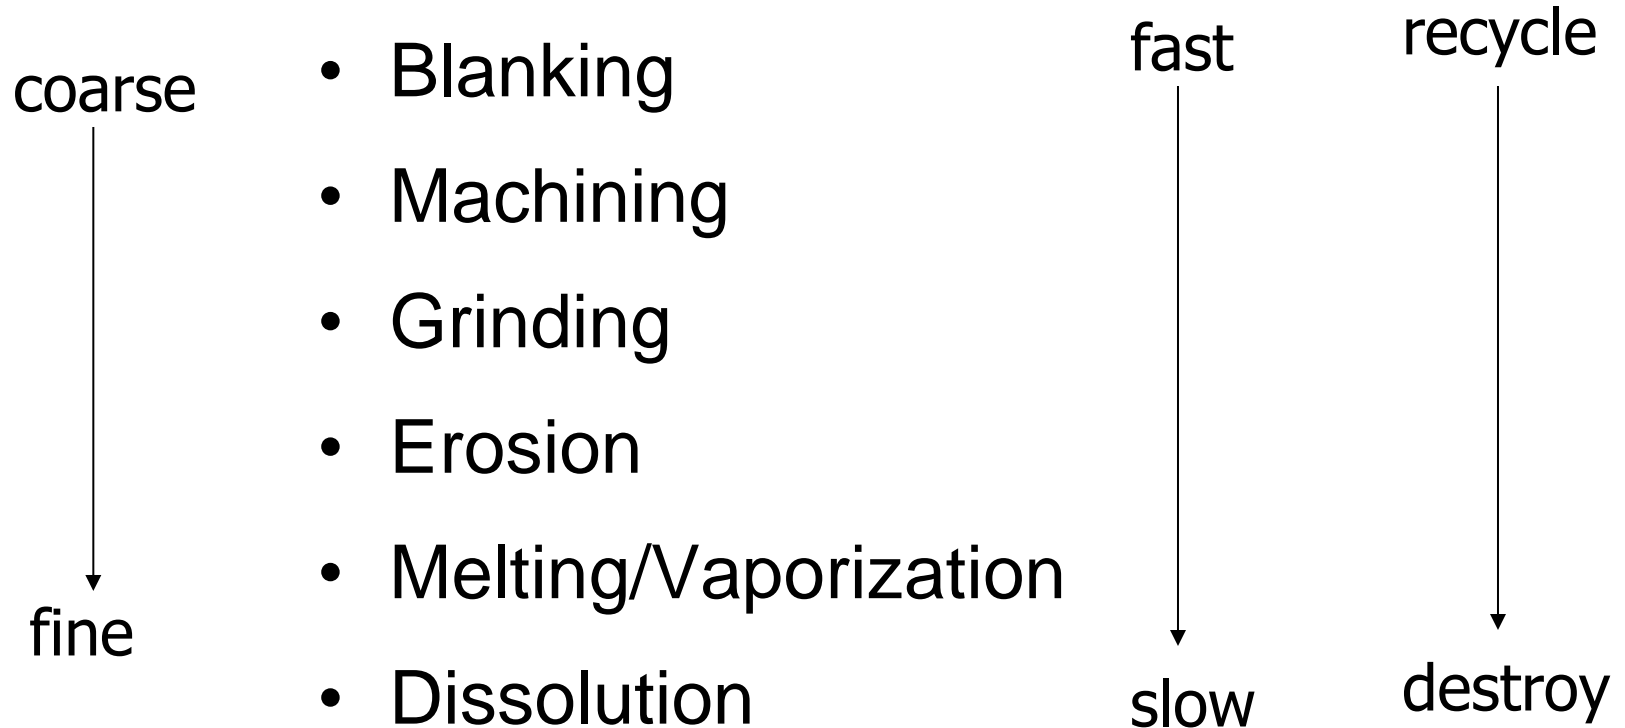 coarse
fine
• Blanking
• Machining
• Grinding
• Erosion
• Melting/Vaporization
• Dissolution
fast
slow
recycle
destroy